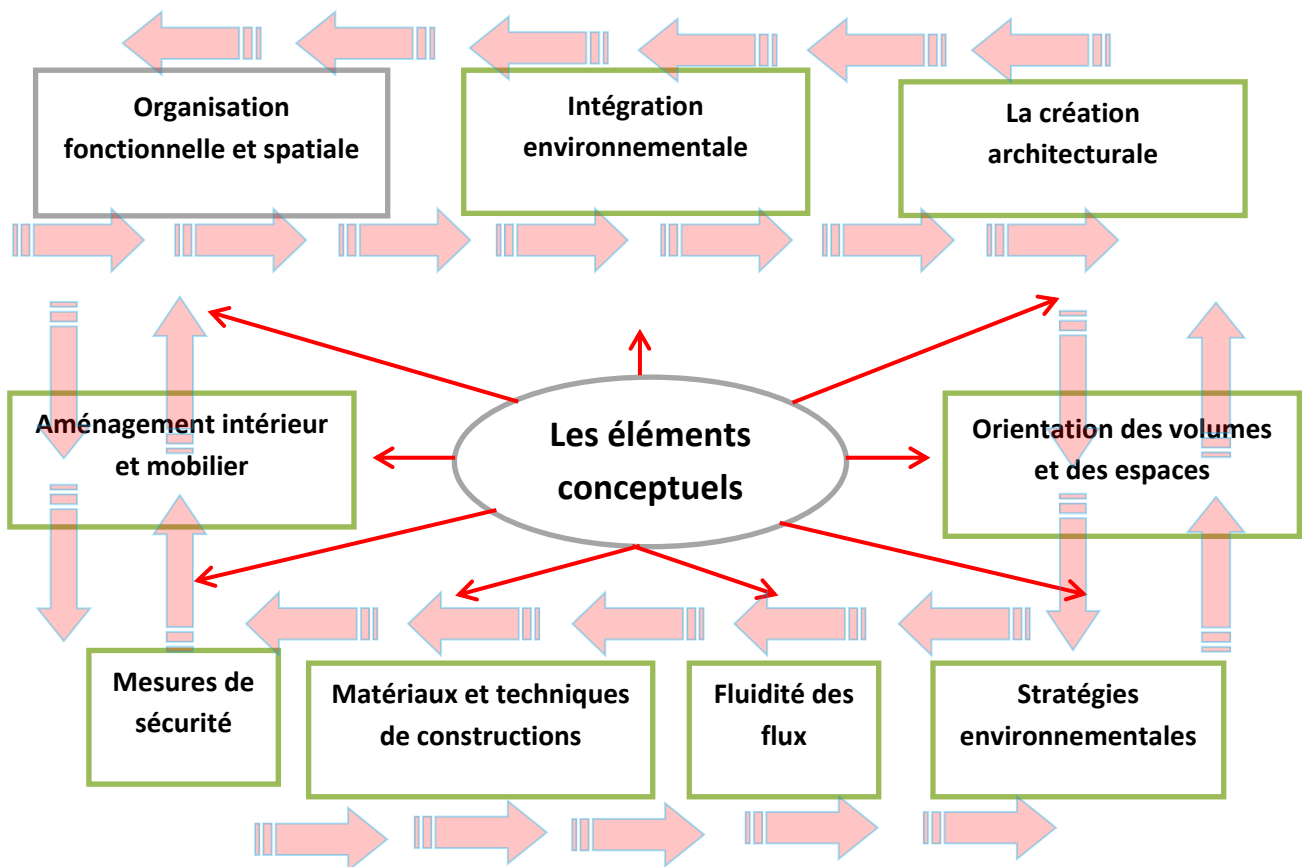 Organisation
fonctionnelle et spatiale
Intégration
environnementale
La création
architecturale
Aménagement intérieur
et mobilier
Les éléments
conceptuels
Orientation des volumes
et des espaces
Mesures de
sécurité
Matériaux et techniques
de constructions
Fluidité des
flux
Stratégies
environnementales